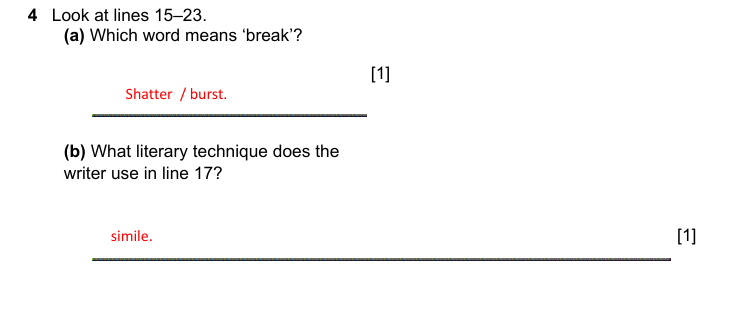 4 Look at lines 15–23.
(a) Which word means ‘break’?
[1]
Shatter / burst.
(b) What literary technique does the
writer use in line 17?
simile.
[1]